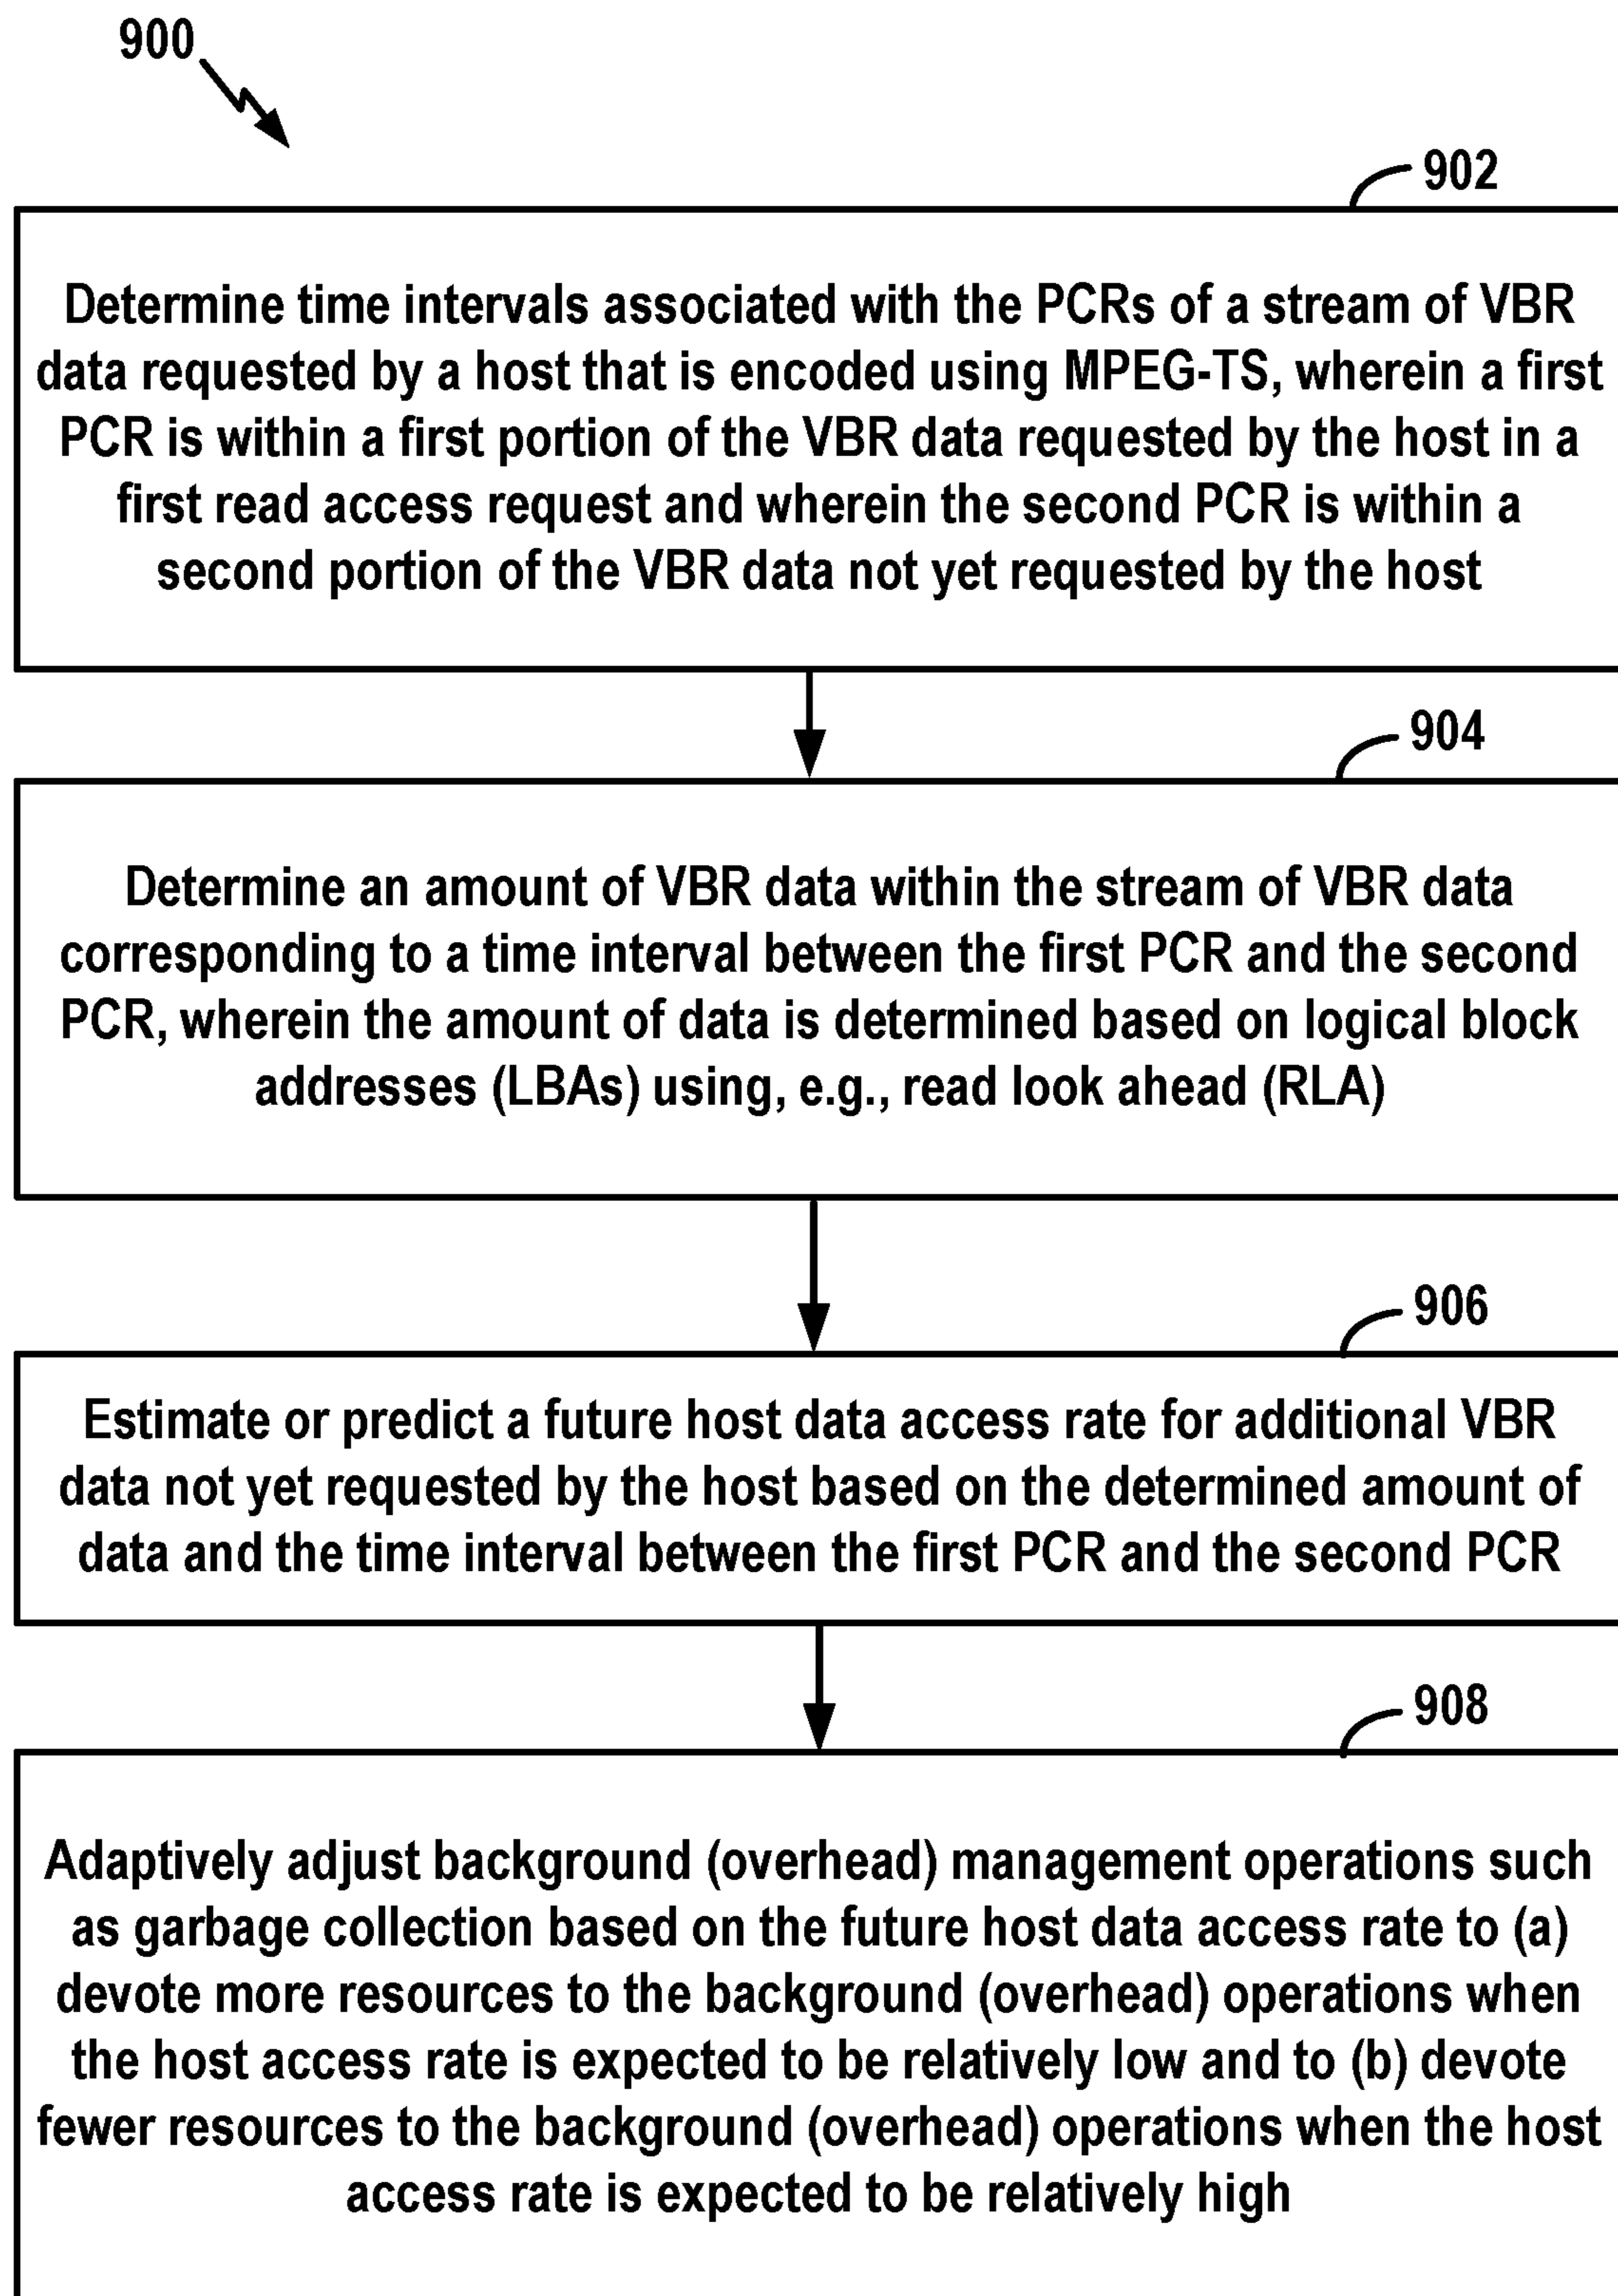 900
902
Determine time intervals associated with the PCRs of a stream of VBR
data requested by a host that is encoded using MPEG-TS, wherein a first
PCR is within a first portion of the VBR data requested by the host in a
first read access request and wherein the second PCR is within a
second portion of the VBR data not yet requested by the host
904
Determine an amount of VBR data within the stream of VBR data
corresponding to a time interval between the first PCR and the second
PCR, wherein the amount of data is determined based on logical block
addresses (LBAs) using, e.g., read look ahead (RLA)
906
Estimate or predict a future host data access rate for additional VBR
data not yet requested by the host based on the determined amount of
data and the time interval between the first PCR and the second PCR
908
Adaptively adjust background (overhead) management operations such
as garbage collection based on the future host data access rate to (a)
devote more resources to the background (overhead) operations when
the host access rate is expected to be relatively low and to (b) devote
fewer resources to the background (overhead) operations when the host
access rate is expected to be relatively high